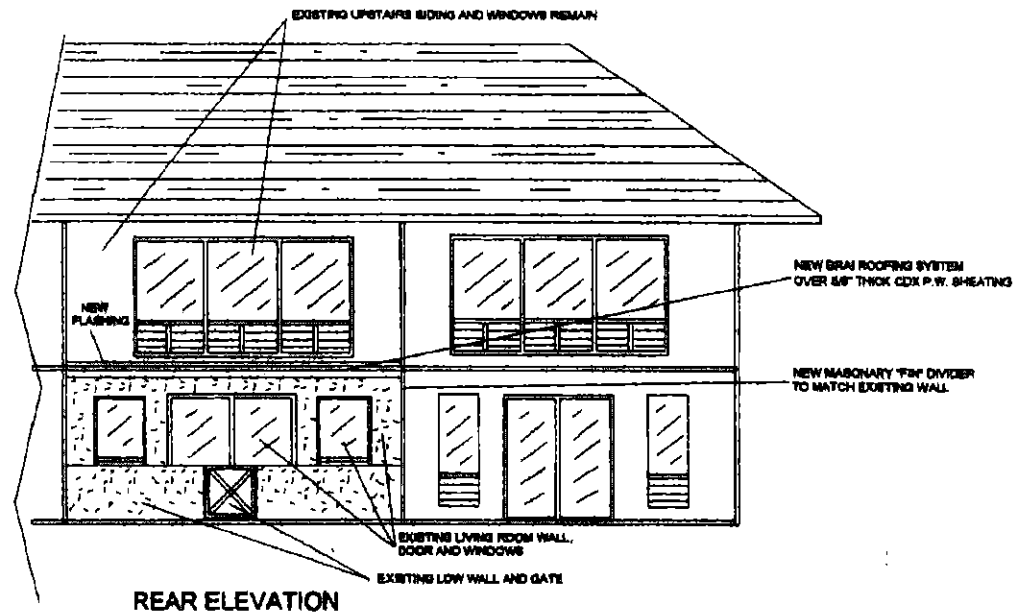 EXISTING UPSTAIRS SIDING AND WINDOWS REMAIN
NEW BRAI ROOFING SYSTEM
OVER 5/8" THICK CDX P.W. SHEATING
NEW
FLASHING
NEW MASONARY "FIN" DIVIDER
TO MATCH EXISTING WALL
EXISTING LIVING ROOM WALL,
DOOR AND WINDOWS
EXISTING LOW WALL AND GATE
REAR ELEVATION